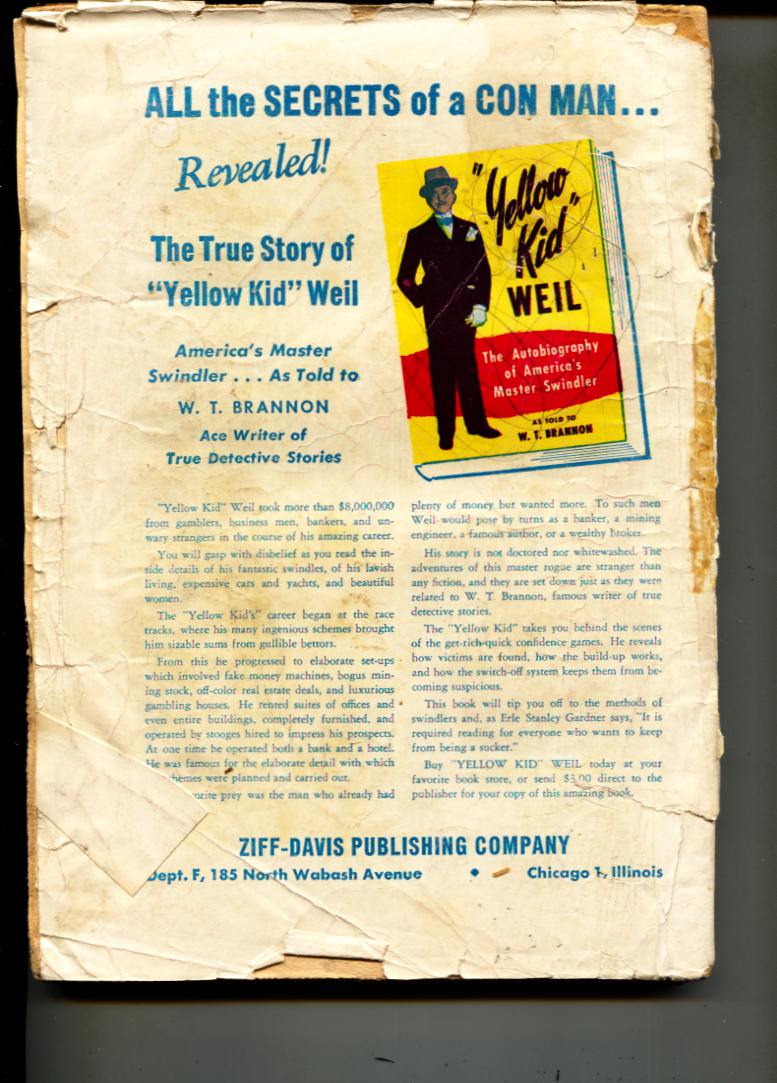 ALL the SECRETS of a CON MAN...
Revealed!
The True Story of
"Yellow Kid" Weil
America's Master
Swindler . . . As Told to
W. T. BRANNON
Ace Writer of
True Detective Stories
"Yellow
Kid"
WEIL
The Autobiography
of America's
Master Swindler
AS TOLD TO
W. T. BRANNON
"Yellow Kid" Weil took more than $8,000,000
from gamblers, business men, bankers, and un-
wary strangers in the course of his amazing career.
You will gasp with disbelief as you read the in-
side details of his fantastic swindles, of his lavish
living, expensive cars and yachts, and beautiful
women.
The "Yellow Kid's" career began at the race
tracks, where his many ingenious schemes brought
him sizable sums from gullible bettors.
From this he progressed to elaborate set-ups
which involved fake money machines, bogus min-
ing stock, off-color real estate deals, and luxurious
gambling houses. He rented suites of offices and
even entire buildings, completely furnished, and
operated by stooges hired to impress his prospects.
At one time he operated both a bank and a hotel.
He was famous for the elaborate detail with which
hemes were planned and carried out.
orite prey was the man who already had
plenty of money but wanted more. To such men
Weil would pose by turns as a banker, a mining
engineer, a famous author, or a wealthy broker.
His story is not doctored nor whitewashed. The
adventures of this master rogue are stranger than
any fiction, and they are set down just as they were
related to W. T. Brannon, famous writer of true
detective stories.
The "Yellow Kid" takes you behind the scenes
of the get-rich-quick confidence games. He reveals
how victims are found, how the build-up works,
and how the switch-off system keeps them from be-
coming suspicious.
This book will tip you off to the methods of
swindlers and, as Erle Stanley Gardner says, "It is
required reading for everyone who wants to keep
from being a sucker."
Buy "YELLOW KID" WEIL today at your
favorite book store, or send $3.00 direct to the
publisher for your copy of this amazing book.
ZIFF-DAVIS PUBLISHING COMPANY
Dept. F, 185 North Wabash Avenue • Chicago 1, Illinois